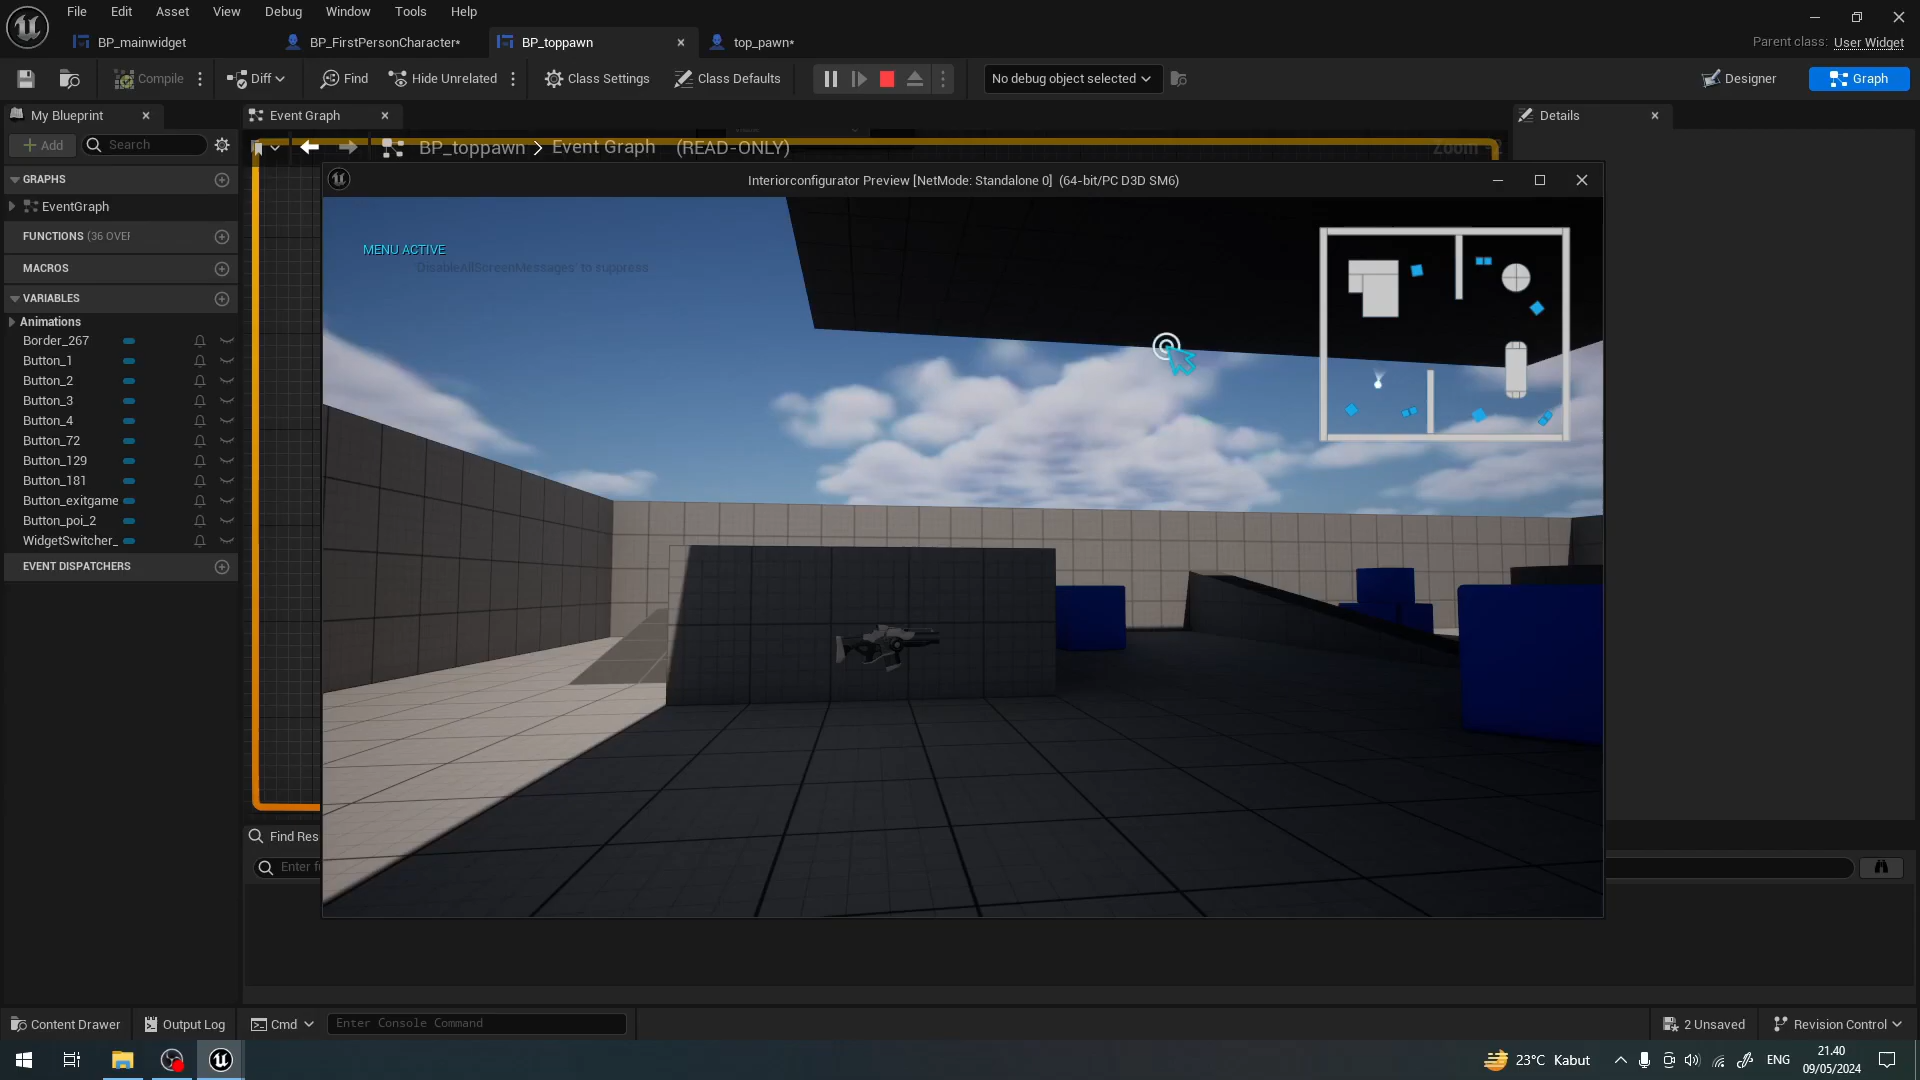 File Edit Asset View Debug Window Tools Help
BP_mainwidget BP_FirstPersonCharacter* BP_toppawn top_pawn* Parent class: User Widget
Compile Diff Find Hide Unrelated Class Settings Class Defaults No debug object selected Designer Graph
My Blueprint Event Graph Details
Add Search BP_toppawn > Event Graph (READ-ONLY) Zoom -2
GRAPHS
Interiorconfigurator Preview [NetMode: Standalone 0] (64-bit/PC D3D SM6)
EventGraph
FUNCTIONS (36 OVER
MENU ACTIVE
DisableAllScreenMessages' to suppress
MACROS
VARIABLES
Animations
Border_267
Button_1
Button_2
Button_3
Button_4
Button_72
Button_129
Button_181
Button_exitgame
Button_poi_2
WidgetSwitcher_
EVENT DISPATCHERS
Find Res
Enter f
Content Drawer Output Log Cmd Enter Console Command 2 Unsaved Revision Control
23°C Kabut ENG 21.40
09/05/2024